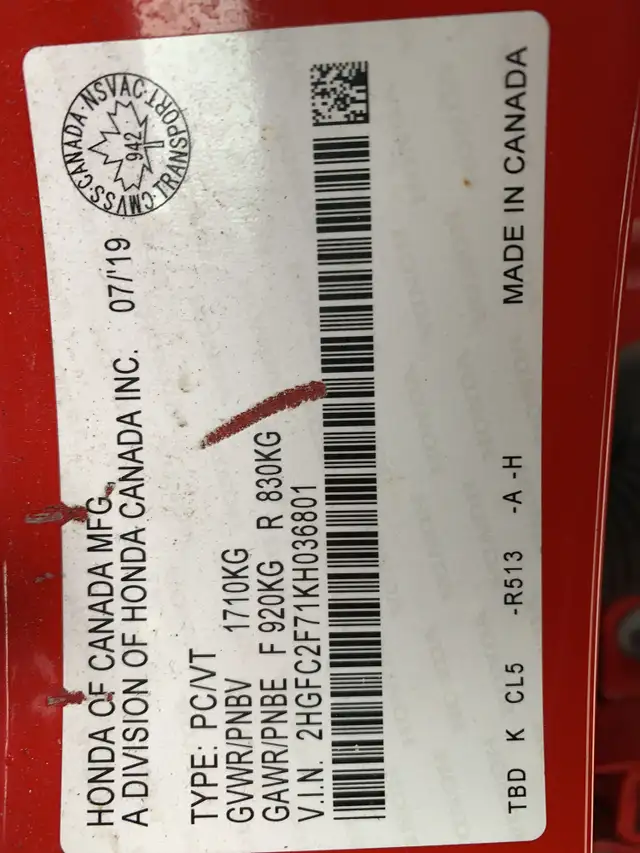 HONDA OF CANADA MFG.,
A DIVISION OF HONDA CANADA INC. 07/'19
CMVSS·CANADA·NSVAC·TRANSPORT·
942
TYPE: PC/VT
GVWR/PNBV 1710KG
GAWR/PNBE F 920KG R 830KG
V.I.N. 2HGFC2F71KH036801
TBD K CL5 -R513 -A -H MADE IN CANADA